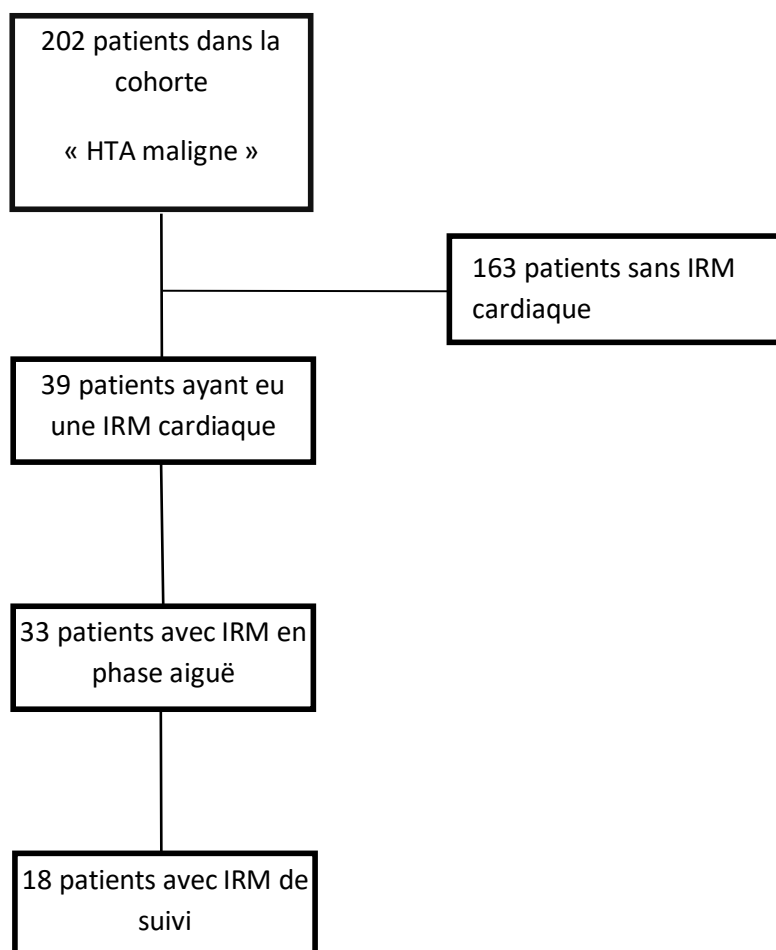 202 patients dans la
cohorte
« HTA maligne »
163 patients sans IRM
cardiaque
39 patients ayant eu
une IRM cardiaque
33 patients avec IRM en
phase aiguë
18 patients avec IRM de
suivi